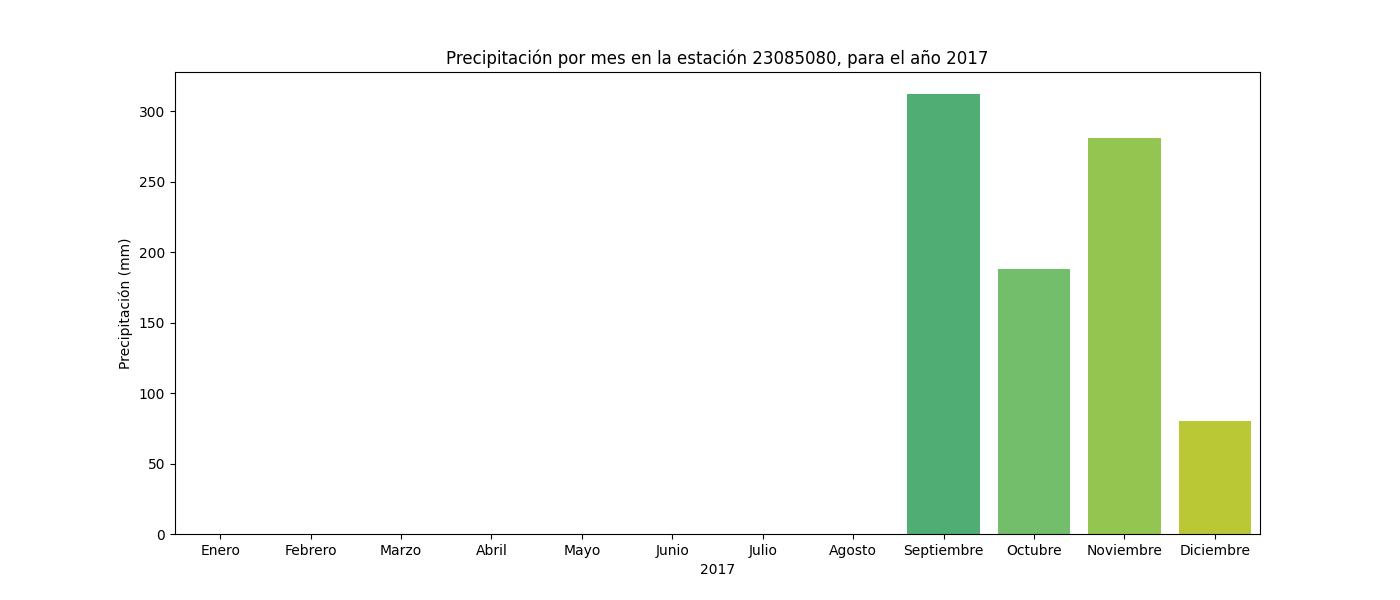 Precipitación por mes en la estación 23085080, para el año 2017
Precipitación (mm)
300
250
200
150
100
50
0
Enero Febrero Marzo Abril Mayo Junio Julio Agosto Septiembre Octubre Noviembre Diciembre
2017